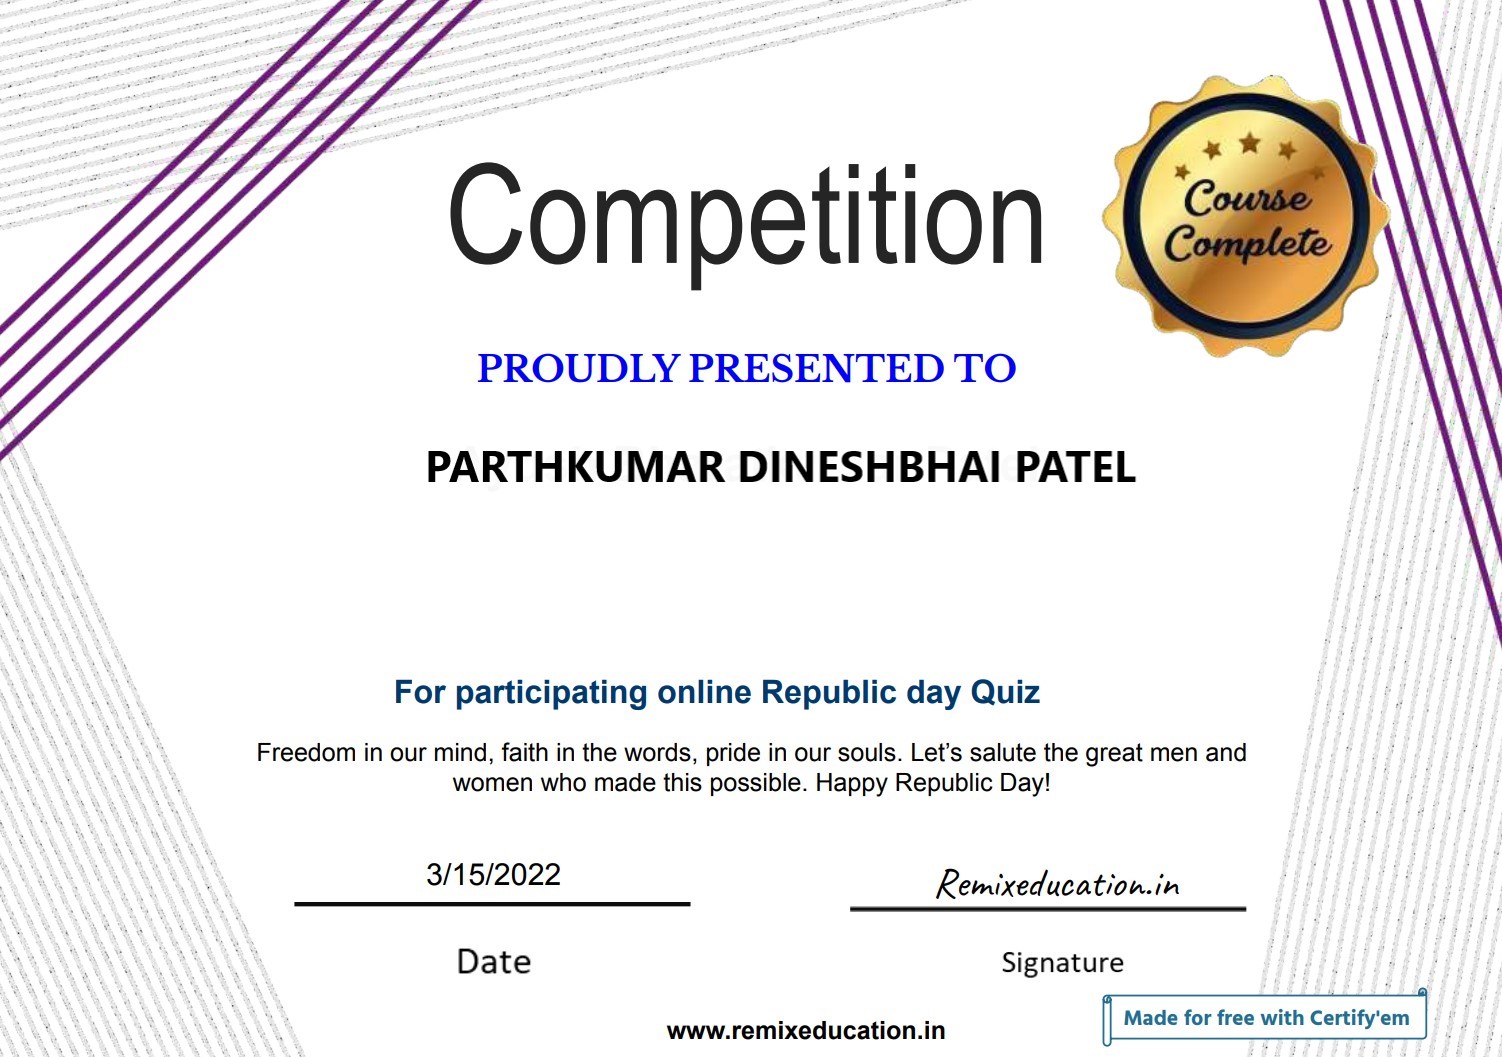 Competition
Course
Complete
PROUDLY PRESENTED TO
PARTHKUMAR DINESHBHAI PATEL
For participating online Republic day Quiz
Freedom in our mind, faith in the words, pride in our souls. Let’s salute the great men and
women who made this possible. Happy Republic Day!
3/15/2022
Remixeducation.in
Date
Signature
Made for free with Certify'em
www.remixeducation.in